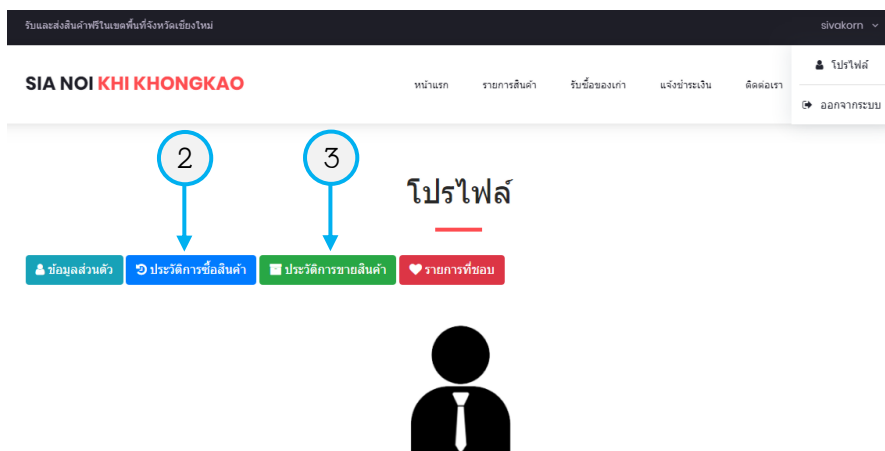 รับและส่งสินค้าฟรีในเขตพื้นที่จังหวัดเชียงใหม่
sivakorn
โปรไฟล์
ออกจากระบบ
SIA NOI KHI KHONGKAO
หน้าแรก รายการสินค้า รับซื้อของเก่า แจ้งชำระเงิน ติดต่อเรา
2 3
โปรไฟล์
ข้อมูลส่วนตัว ประวัติการซื้อสินค้า ประวัติการขายสินค้า รายการที่ชอบ